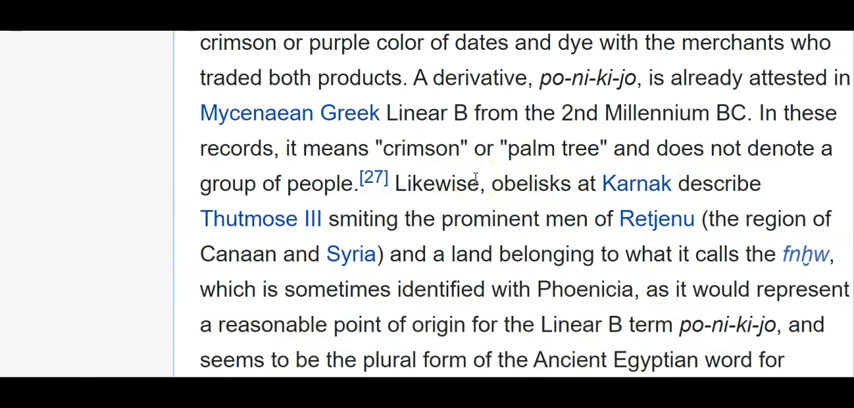 crimson or purple color of dates and dye with the merchants who
traded both products. A derivative, po-ni-ki-jo, is already attested in
Mycenaean Greek Linear B from the 2nd Millennium BC. In these
records, it means "crimson" or "palm tree" and does not denote a
group of people.[27] Likewise, obelisks at Karnak describe
Thutmose III smiting the prominent men of Retjenu (the region of
Canaan and Syria) and a land belonging to what it calls the fnḫw,
which is sometimes identified with Phoenicia, as it would represent
a reasonable point of origin for the Linear B term po-ni-ki-jo, and
seems to be the plural form of the Ancient Egyptian word for